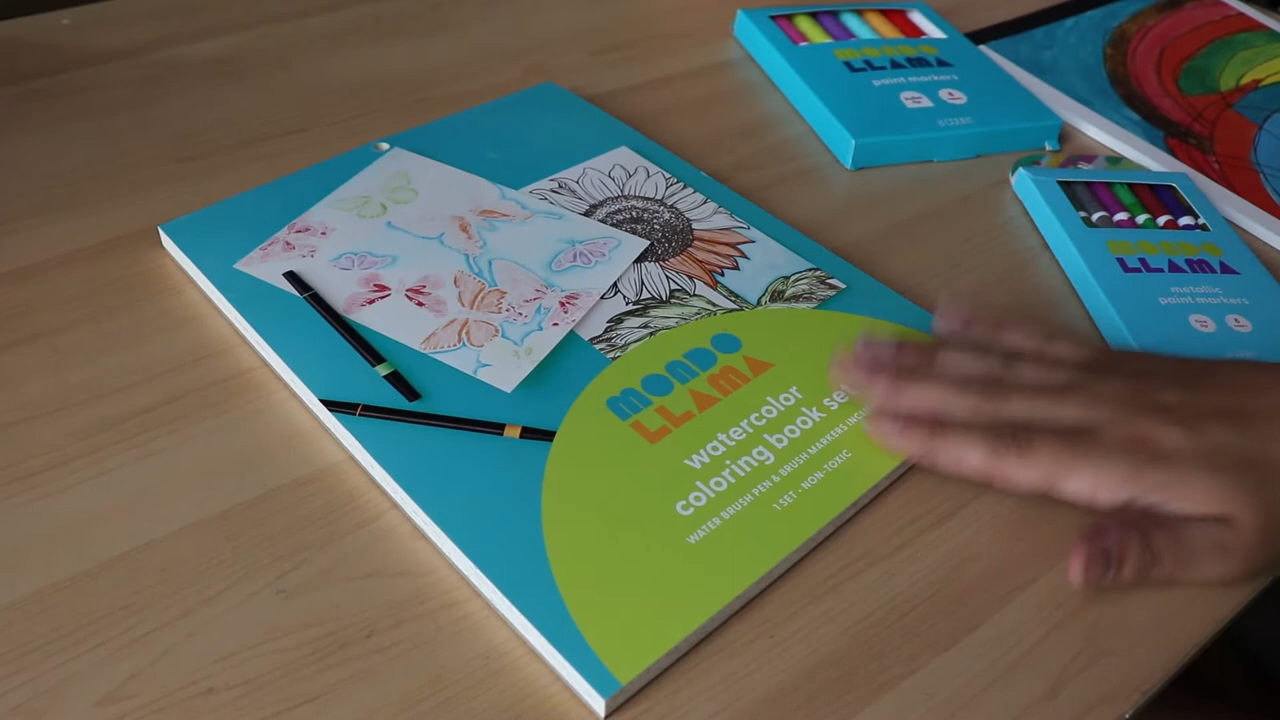 MONDO
LLAMA
paint markers
MONDO
LLAMA
metallic
paint markers
MONDO
LLAMA
watercolor
coloring book set
WATER BRUSH PEN & BRUSH MARKERS
1 SET · NON-TOXIC